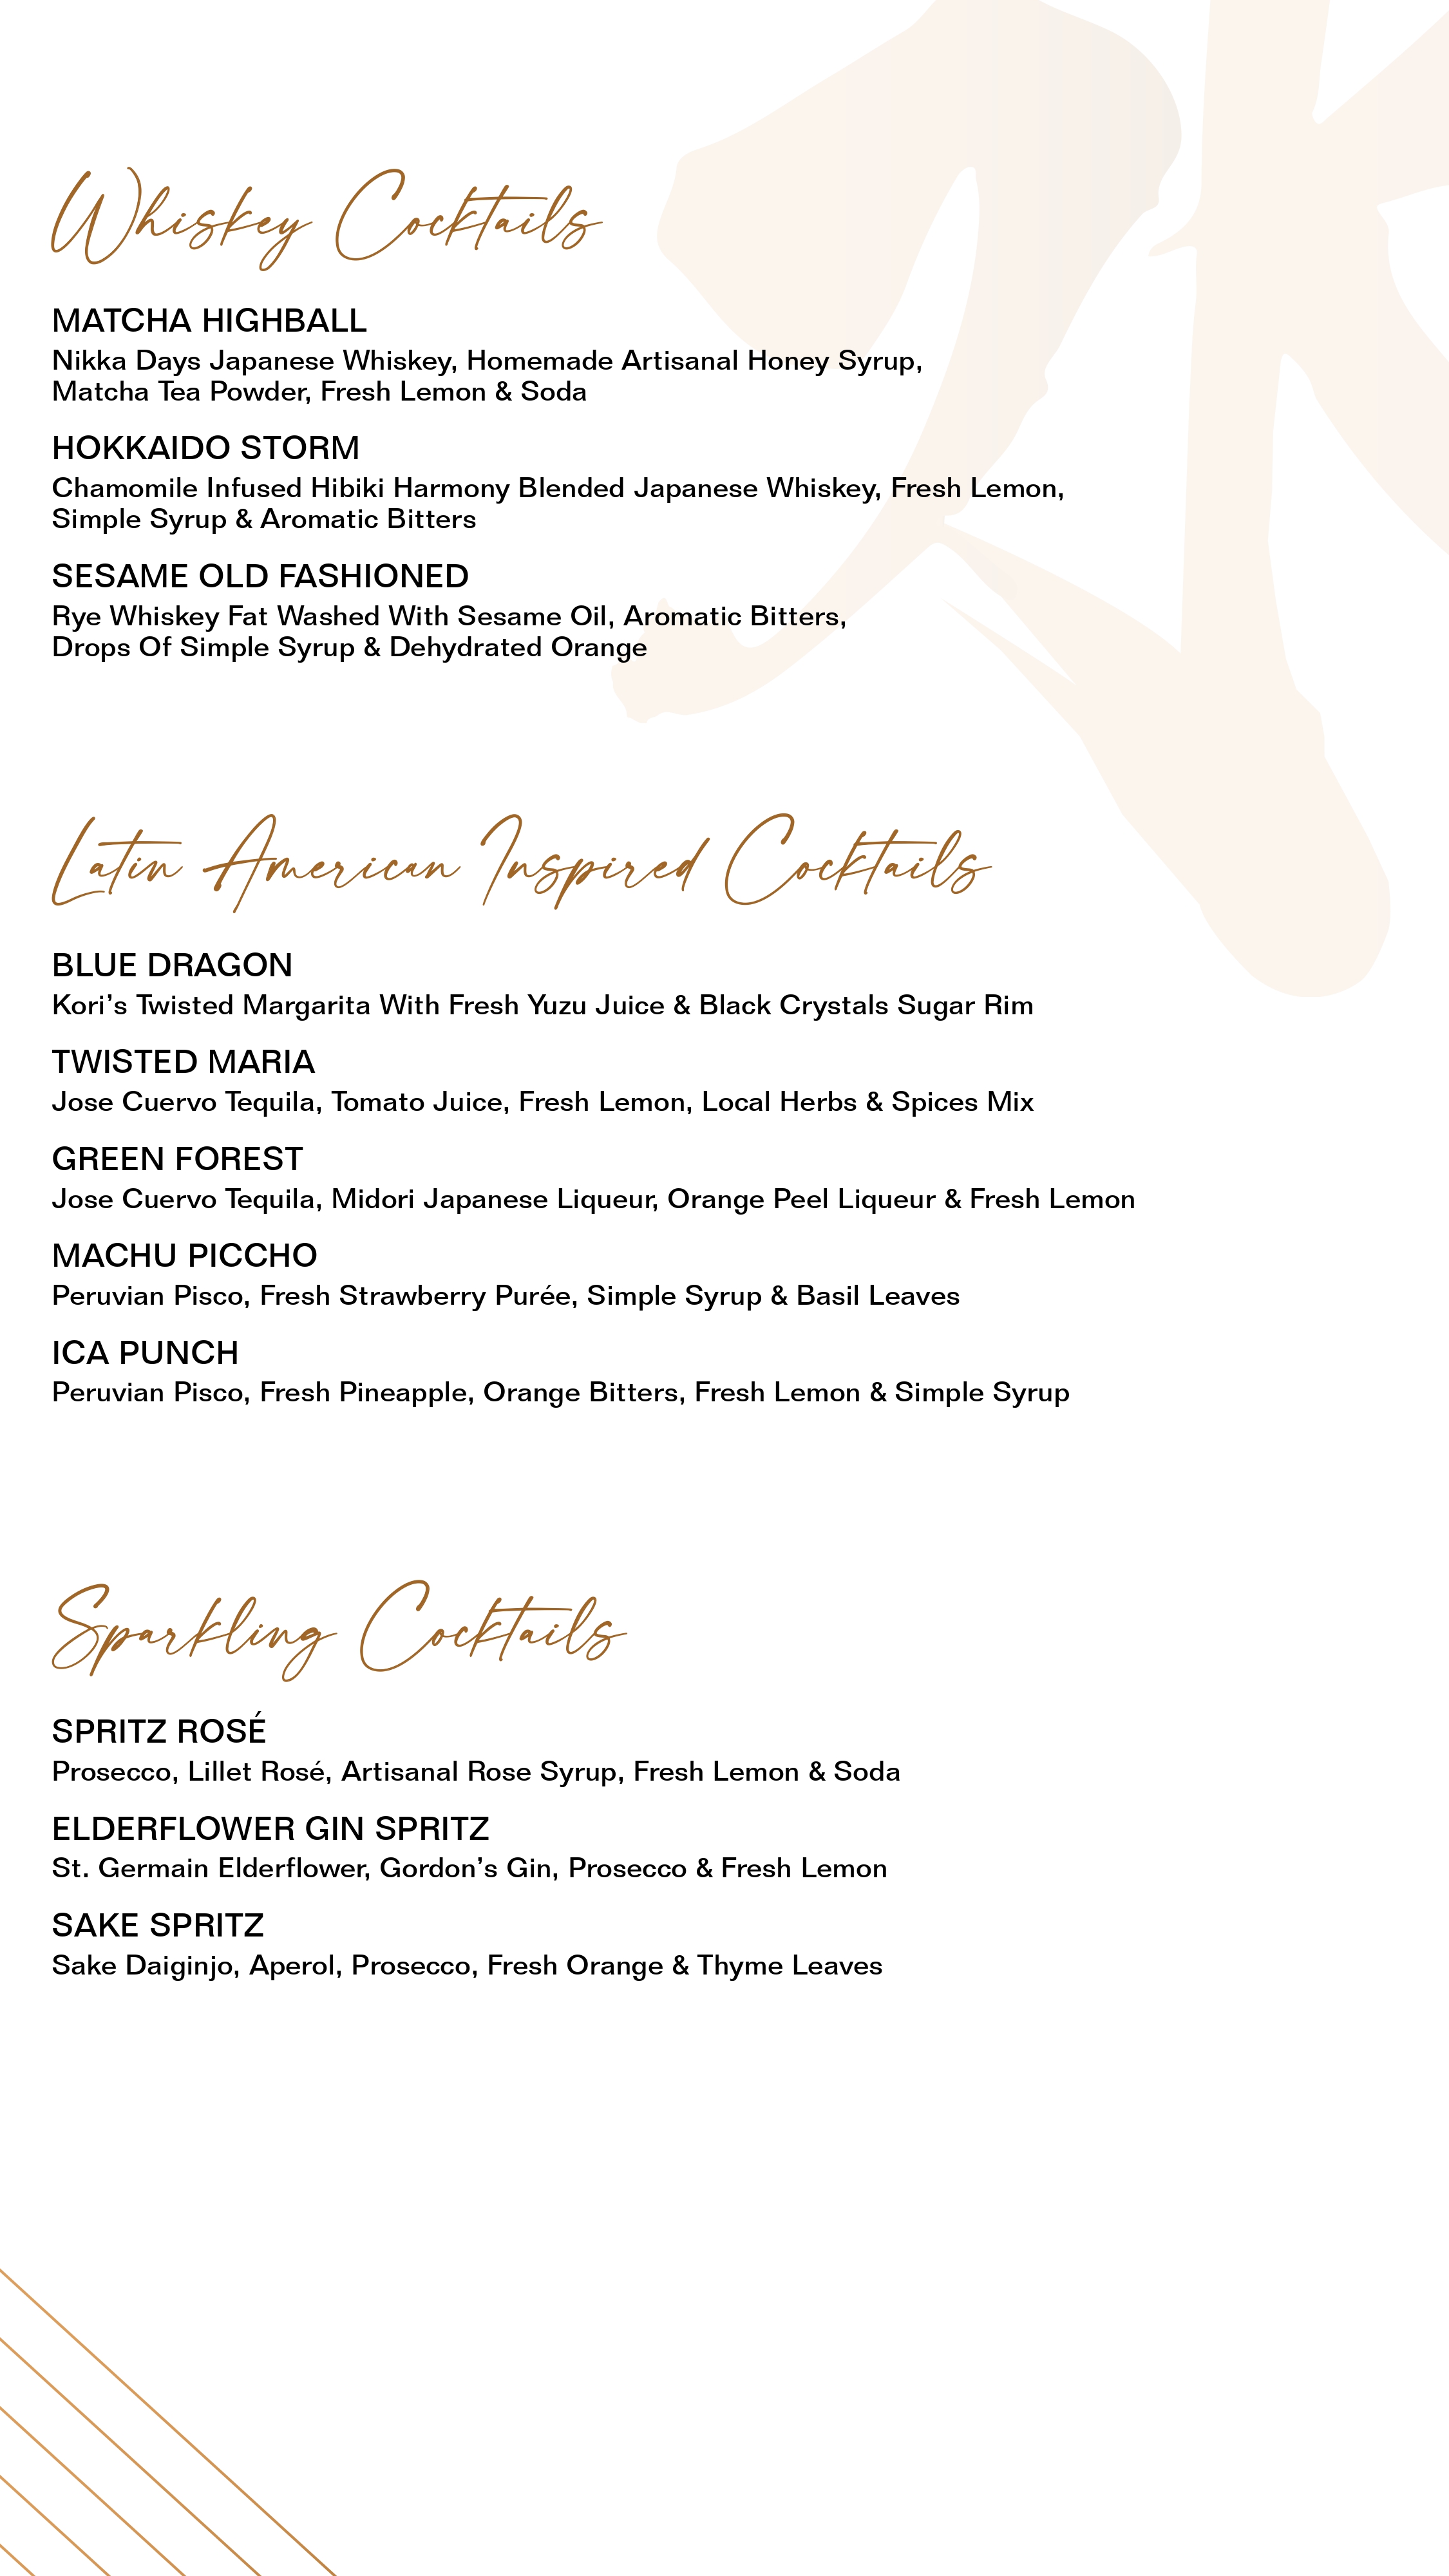 Whiskey Cocktails
MATCHA HIGHBALL
Nikka Days Japanese Whiskey, Homemade Artisanal Honey Syrup,
Matcha Tea Powder, Fresh Lemon & Soda
HOKKAIDO STORM
Chamomile Infused Hibiki Harmony Blended Japanese Whiskey, Fresh Lemon,
Simple Syrup & Aromatic Bitters
SESAME OLD FASHIONED
Rye Whiskey Fat Washed With Sesame Oil, Aromatic Bitters,
Drops Of Simple Syrup & Dehydrated Orange
Latin American Inspired Cocktails
BLUE DRAGON
Kori’s Twisted Margarita With Fresh Yuzu Juice & Black Crystals Sugar Rim
TWISTED MARIA
Jose Cuervo Tequila, Tomato Juice, Fresh Lemon, Local Herbs & Spices Mix
GREEN FOREST
Jose Cuervo Tequila, Midori Japanese Liqueur, Orange Peel Liqueur & Fresh Lemon
MACHU PICCHO
Peruvian Pisco, Fresh Strawberry Purée, Simple Syrup & Basil Leaves
ICA PUNCH
Peruvian Pisco, Fresh Pineapple, Orange Bitters, Fresh Lemon & Simple Syrup
Sparkling Cocktails
SPRITZ ROSÉ
Prosecco, Lillet Rosé, Artisanal Rose Syrup, Fresh Lemon & Soda
ELDERFLOWER GIN SPRITZ
St. Germain Elderflower, Gordon’s Gin, Prosecco & Fresh Lemon
SAKE SPRITZ
Sake Daiginjo, Aperol, Prosecco, Fresh Orange & Thyme Leaves